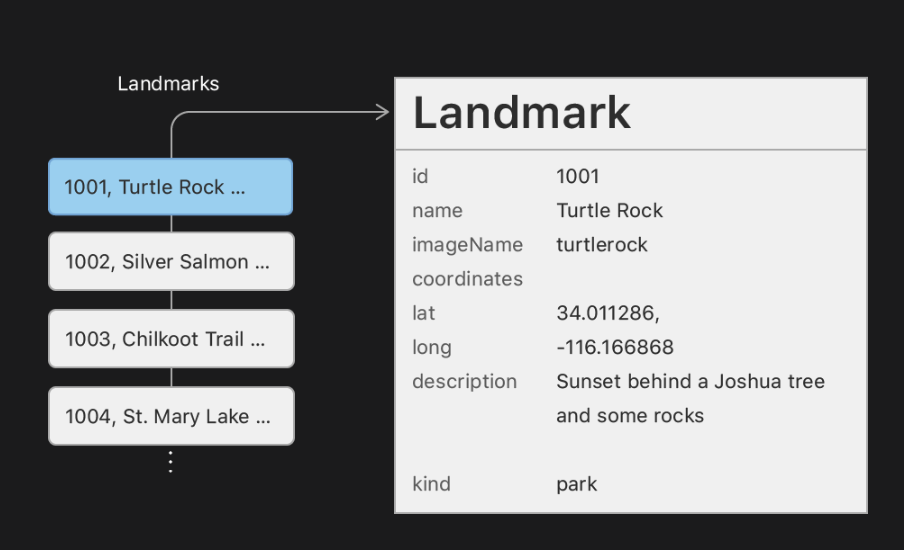 Landmarks
1001, Turtle Rock ...
1002, Silver Salmon ...
1003, Chilkoot Trail ...
1004, St. Mary Lake ...
Landmark
id 1001
name Turtle Rock
imageName turtlerock
coordinates
lat 34.011286,
long -116.166868
description Sunset behind a Joshua tree
and some rocks
kind park